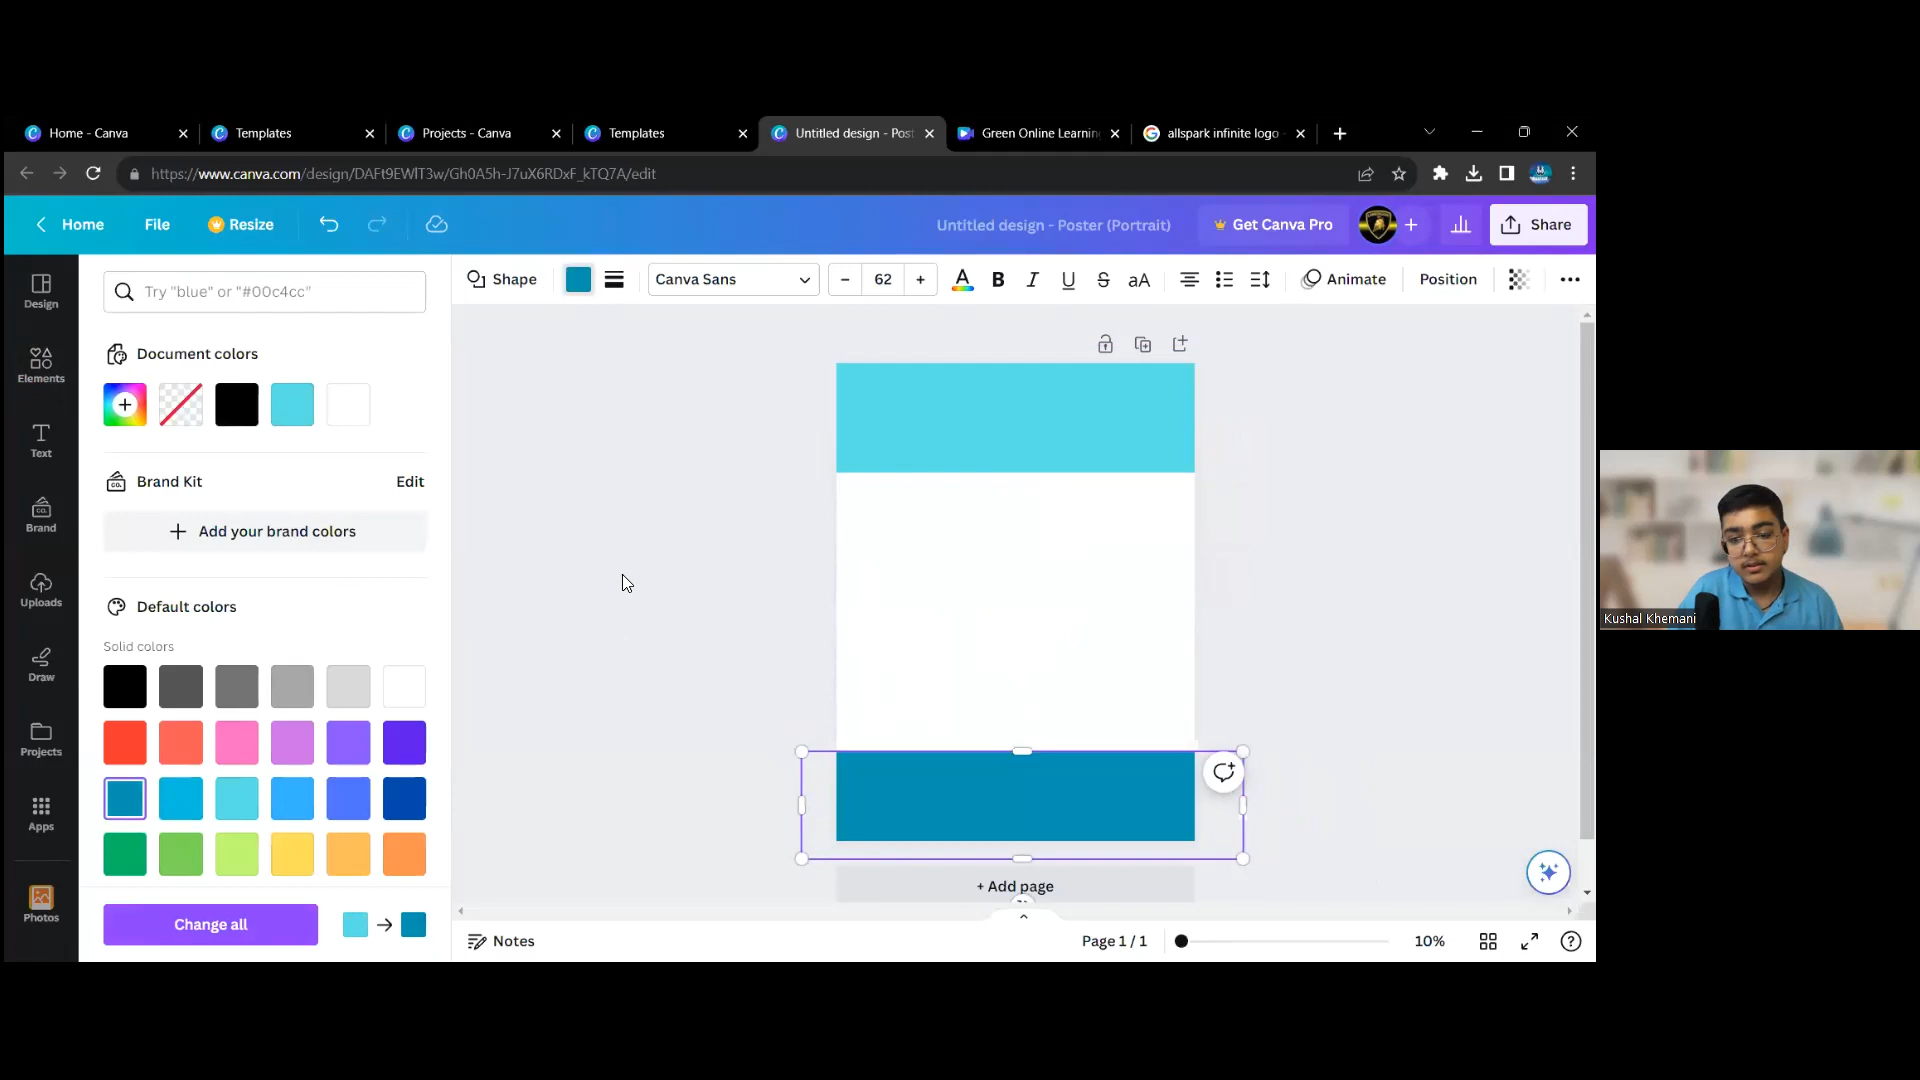 Home - Canva
Templates
Projects - Canva
Templates
Untitled design - Post
Green Online Learning
allspark infinite logo -
https://www.canva.com/design/DAFt9EWlT3w/Gh0A5h-J7uX6RDxF_kTQ7A/edit
Home
File
Resize
Untitled design - Poster (Portrait)
Get Canva Pro
Share
Design
Elements
Text
Brand
Uploads
Draw
Projects
Apps
Photos
Try "blue" or "#00c4cc"
Shape
Canva Sans
62
A
B
I
U
S
aA
Animate
Position
Document colors
Brand Kit
Edit
Add your brand colors
Default colors
Solid colors
Change all
+ Add page
Notes
Page 1 / 1
10%
Kushal Khemani